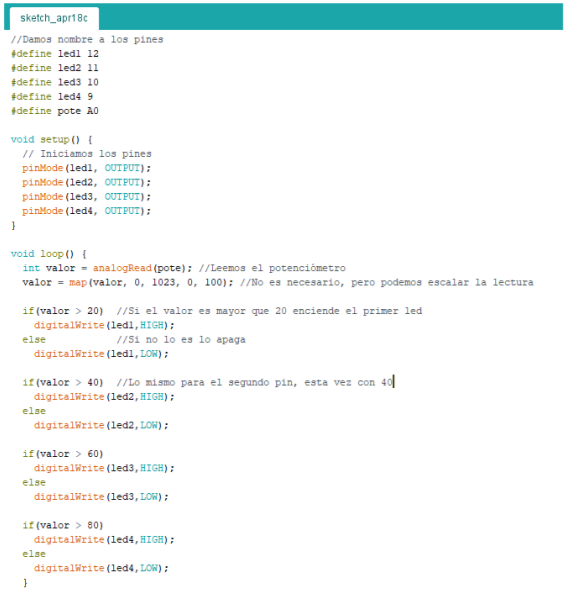 sketch_apr18c
//Damos nombre a los pines
#define led1 12
#define led2 11
#define led3 10
#define led4 9
#define pote A0
void setup() {
// Iniciamos los pines
pinMode(led1, OUTPUT);
pinMode(led2, OUTPUT);
pinMode(led3, OUTPUT);
pinMode(led4, OUTPUT);
}
void loop() {
int valor = analogRead(pote); //Leemos el potenciómetro
valor = map(valor, 0, 1023, 0, 100); //No es necesario, pero podemos escalar la lectura
if(valor > 20) //Si el valor es mayor que 20 enciende el primer led
digitalWrite(led1,HIGH);
else //Si no lo es lo apaga
digitalWrite(led1,LOW);
if(valor > 40) //Lo mismo para el segundo pin, esta vez con 40
digitalWrite(led2,HIGH);
else
digitalWrite(led2,LOW);
if(valor > 60)
digitalWrite(led3,HIGH);
else
digitalWrite(led3,LOW);
if(valor > 80)
digitalWrite(led4,HIGH);
else
digitalWrite(led4,LOW);
}